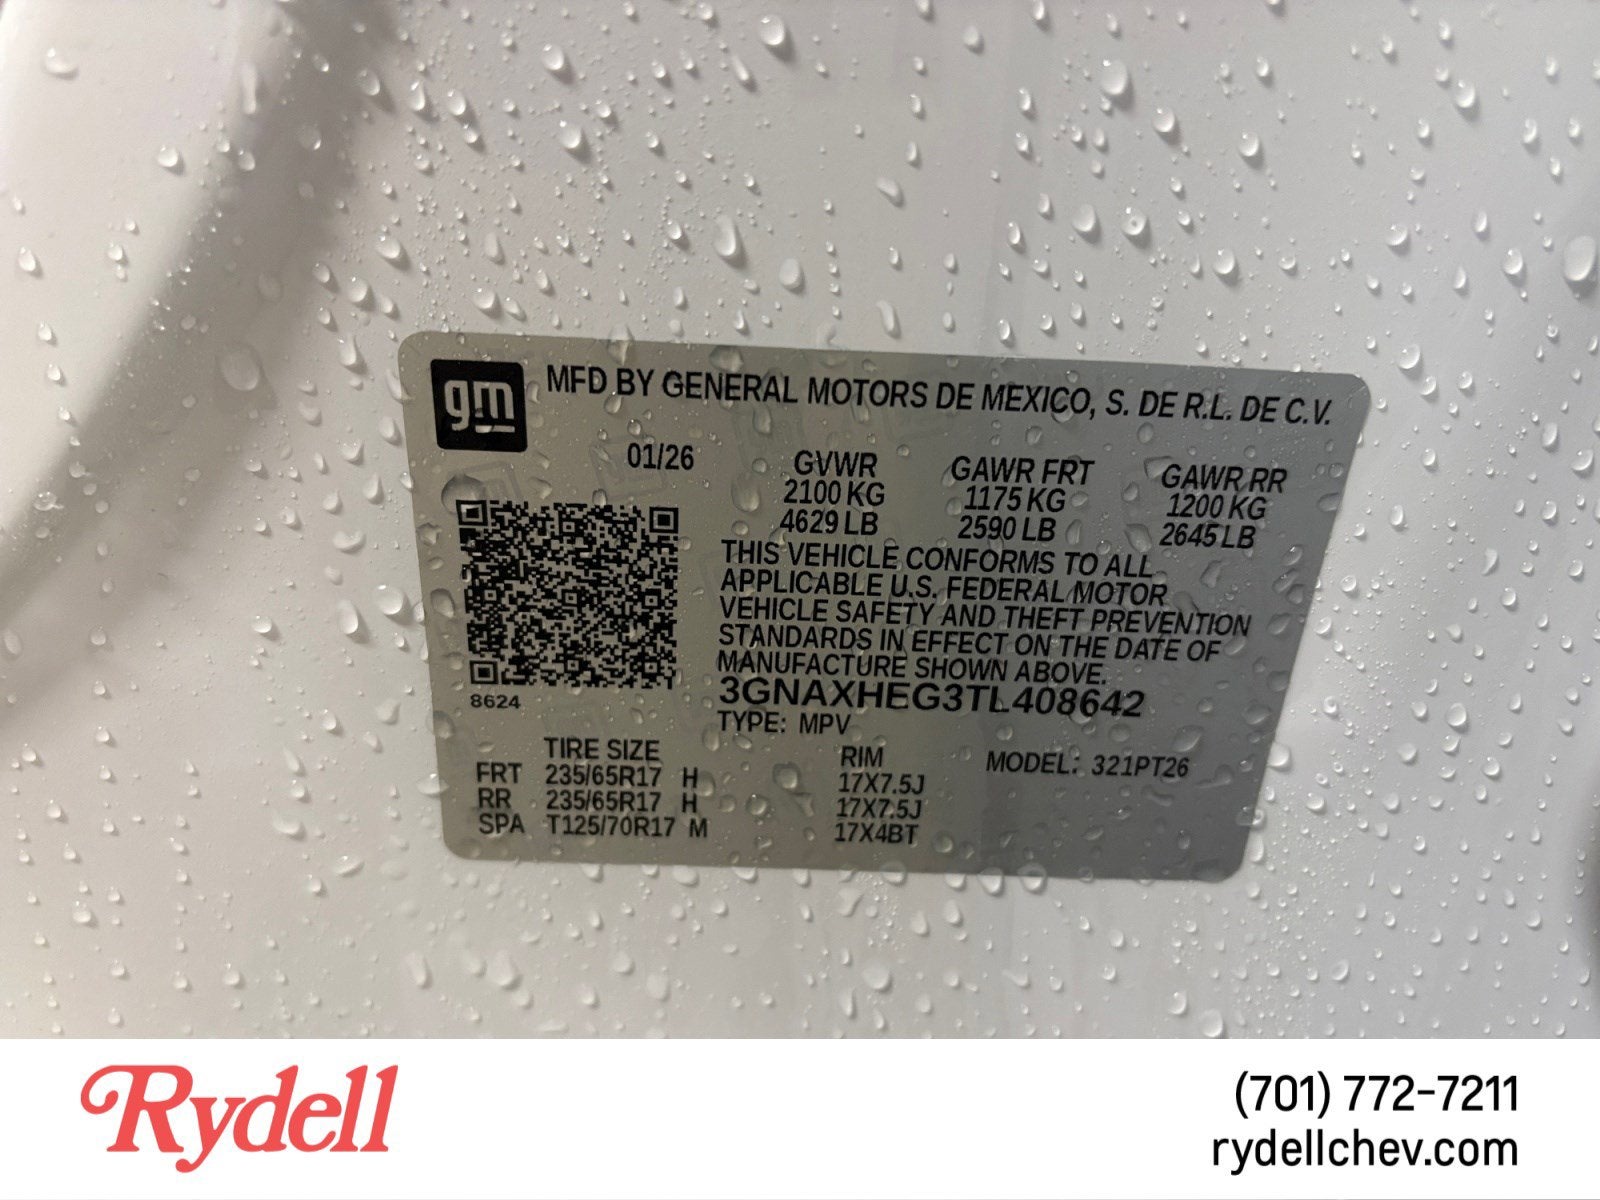 gm
MFD BY GENERAL MOTORS DE MEXICO, S. DE R.L. DE C.V.
01/26 GVWR GAWR FRT GAWR RR
2100 KG 1175 KG 1200 KG
4629 LB 2590 LB 2645 LB
THIS VEHICLE CONFORMS TO ALL
APPLICABLE U.S. FEDERAL MOTOR
VEHICLE SAFETY AND THEFT PREVENTION
STANDARDS IN EFFECT ON THE DATE OF
MANUFACTURE SHOWN ABOVE.
8624
3GNAXHEG3TL408642
TYPE: MPV
TIRE SIZE RIM MODEL: 321PT26
FRT 235/65R17 H 17X7.5J
RR 235/65R17 H 17X7.5J
SPA T125/70R17 M 17X4BT
Rydell
(701) 772-7211
rydellchev.com